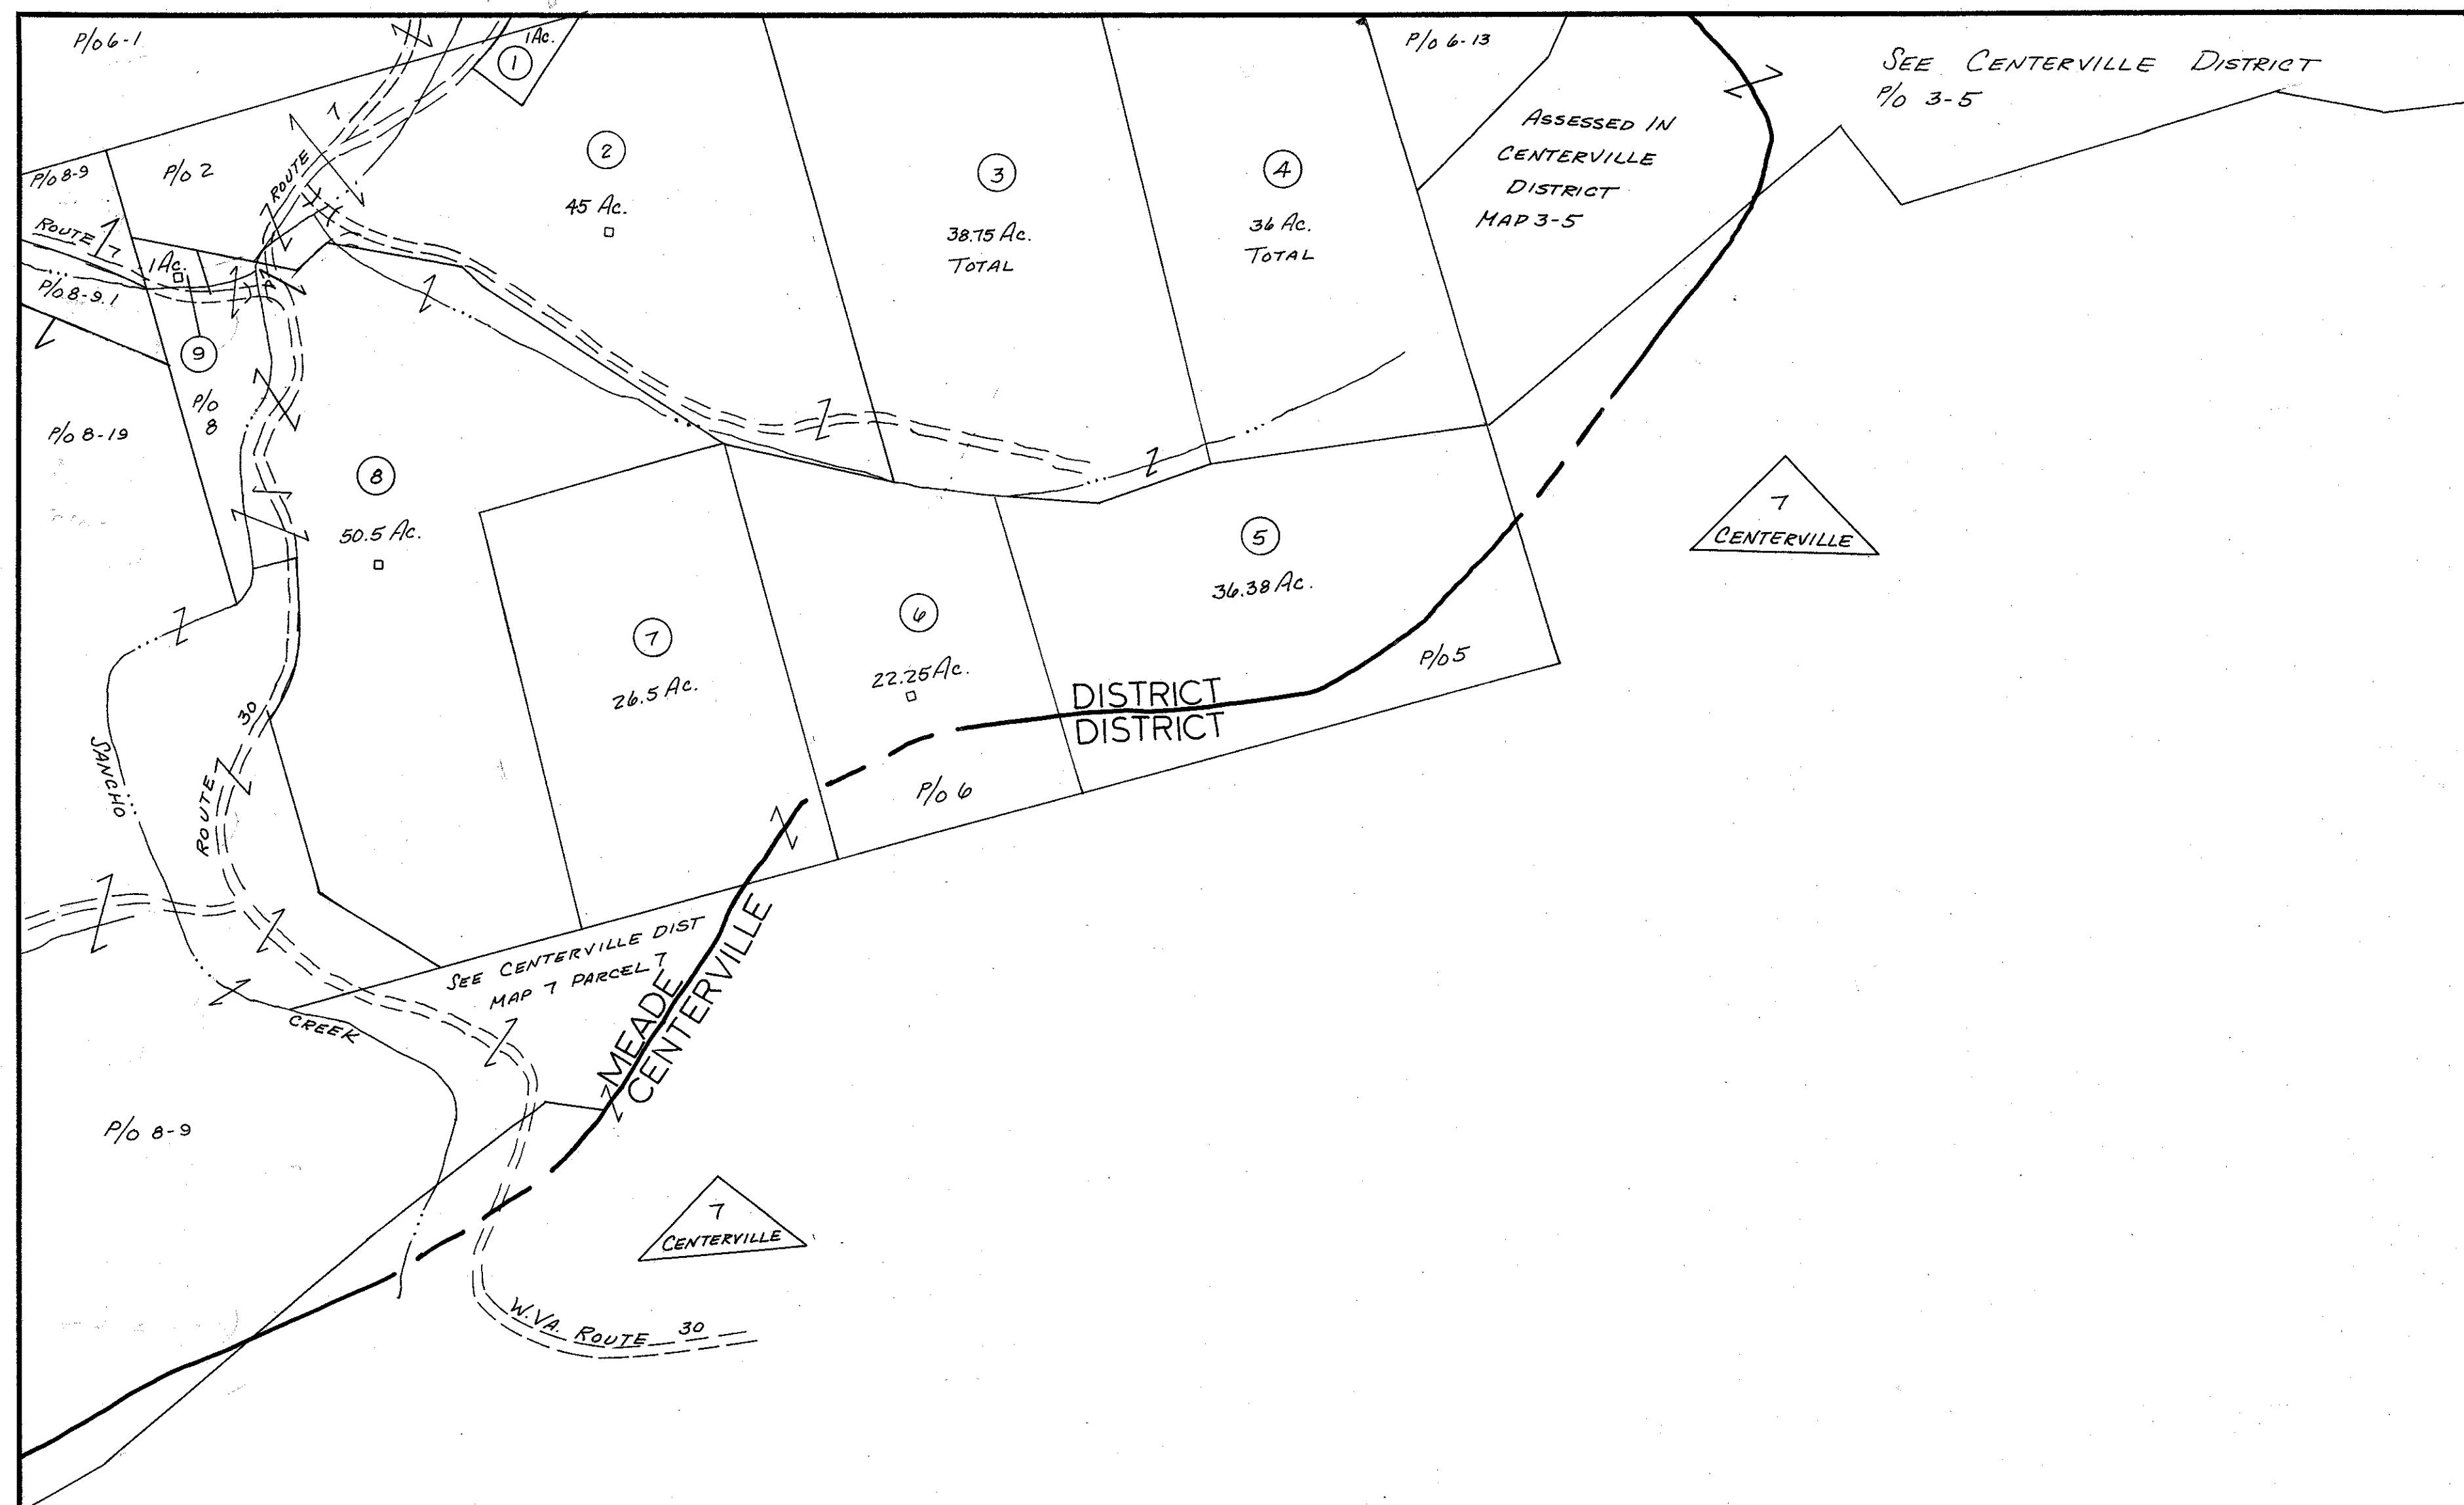 P/o 6-1
1 Ac.
1
P/o 6-13
SEE CENTERVILLE DISTRICT
P/o 3-5
ASSESSED IN
CENTERVILLE
DISTRICT
MAP 3-5
P/o 8-9
P/o 2
ROUTE 7
2
45 Ac.
3
38.75 Ac.
TOTAL
4
36 Ac.
TOTAL
ROUTE 7
1 Ac.
P/o 8-9.1
9
P/o
8
P/o 8-19
8
50.5 Ac.
5
36.38 Ac.
7
CENTERVILLE
7
26.5 Ac.
6
22.25 Ac.
P/o 5
DISTRICT
DISTRICT
P/o 6
ROUTE 30
SANCHO
CREEK
SEE CENTERVILLE DIST
MAP 7 PARCEL 7
MEADE
CENTERVILLE
P/o 8-9
7
CENTERVILLE
W.VA. ROUTE 30